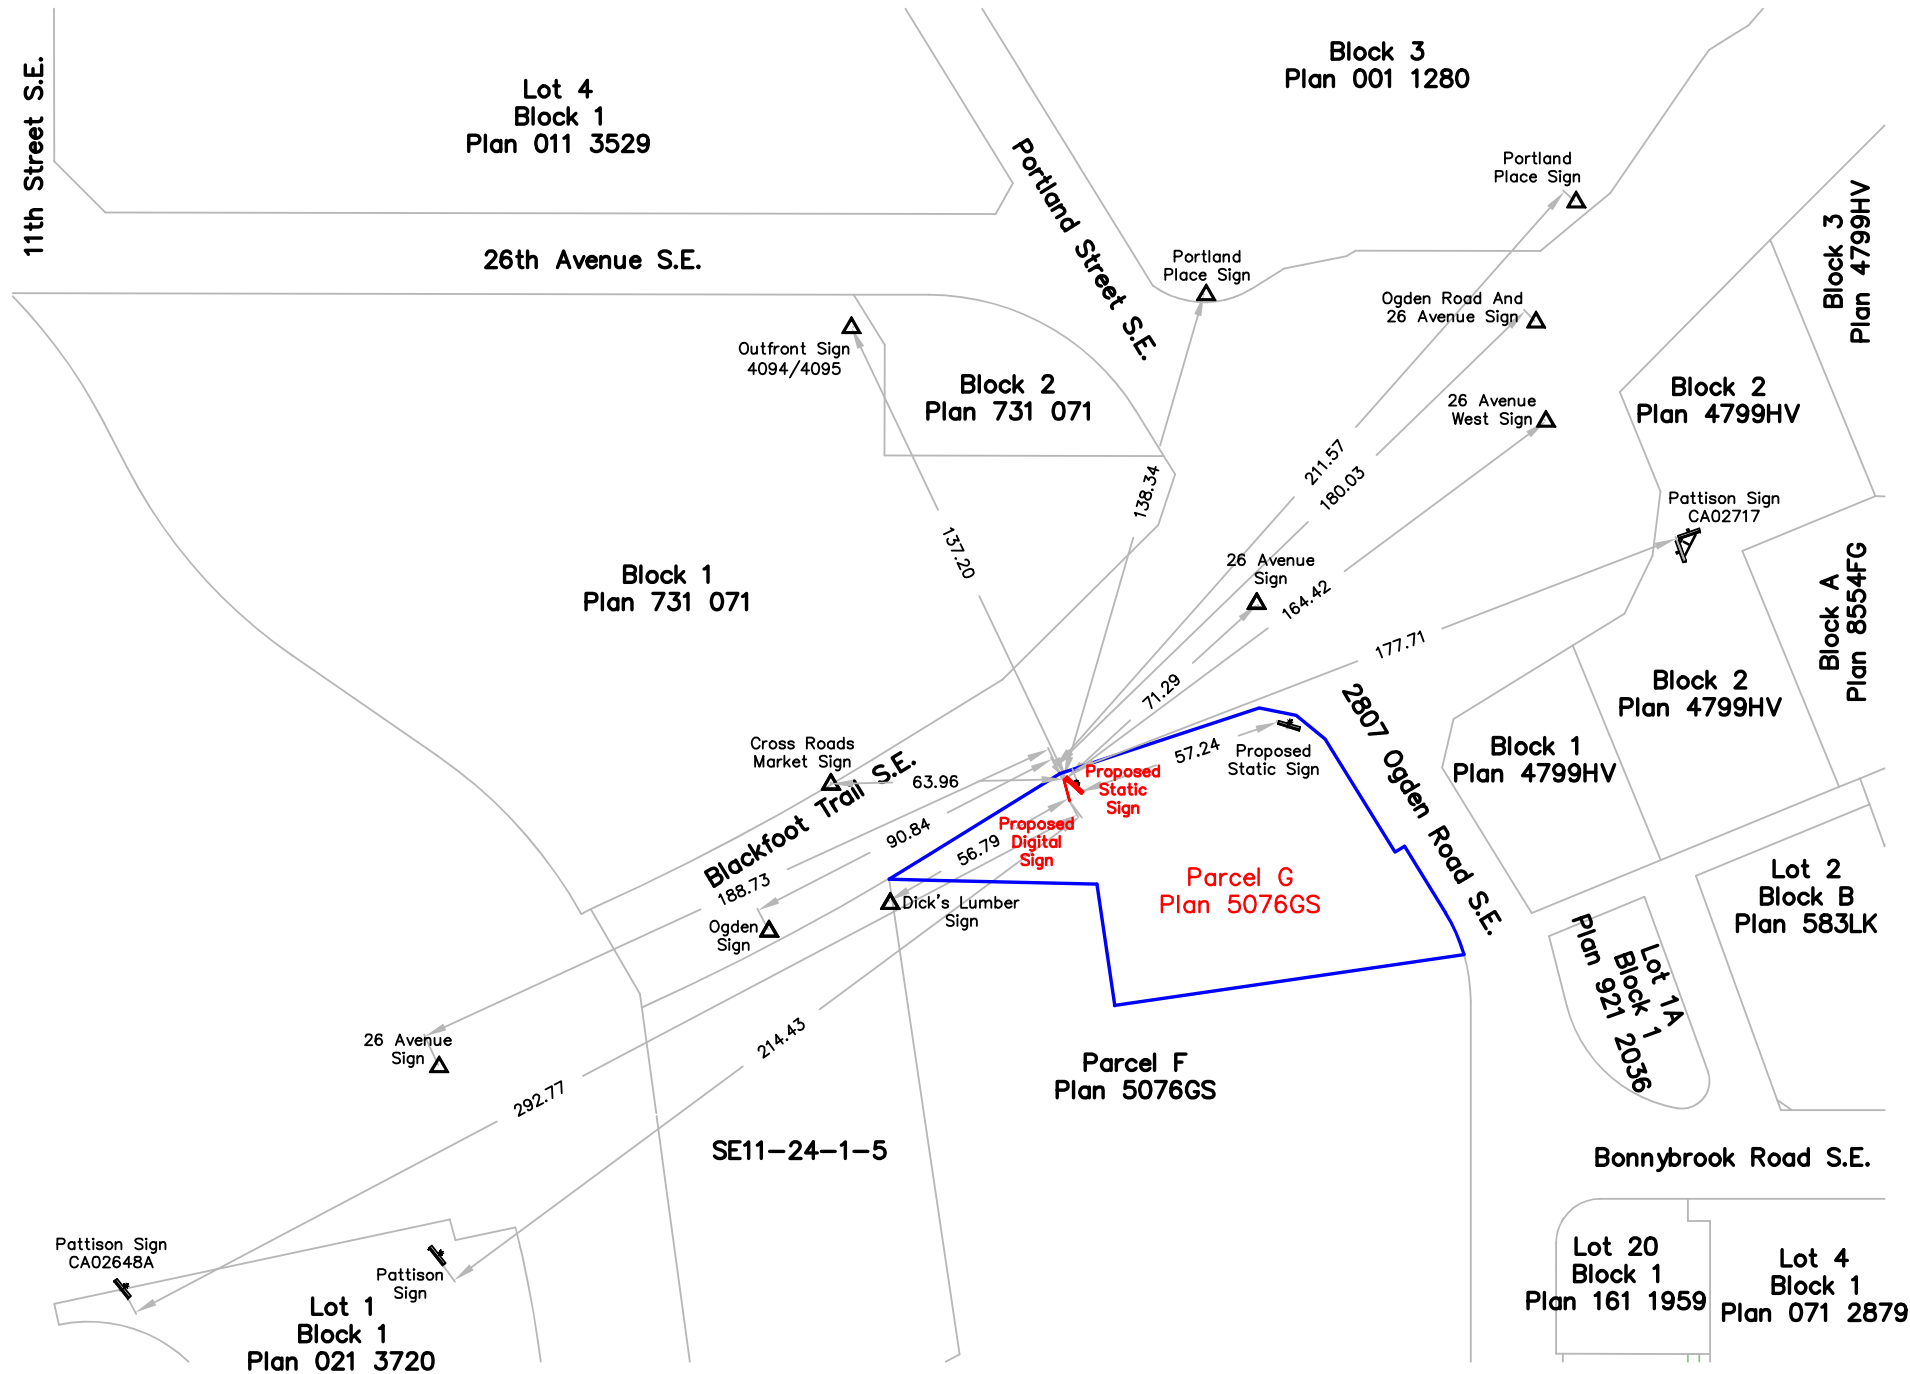 11th Street S.E.
Lot 4
Block 1
Plan 011 3529
Block 3
Plan 001 1280
Portland Street S.E.
Portland
Place Sign
Block 3
Plan 4799HV
26th Avenue S.E.
Portland
Place Sign
Ogden Road And
26 Avenue Sign
Outfront Sign
4094/4095
Block 2
Plan 731 071
26 Avenue
West Sign
Block 2
Plan 4799HV
211.57
180.03
138.34
137.20
Pattison Sign
CA02717
Block 1
Plan 731 071
26 Avenue
Sign
164.42
Block A
Plan 8554FG
177.71
71.29
Block 2
Plan 4799HV
2807 Ogden Road S.E.
Cross Roads
Market Sign
63.96
57.24
Proposed
Static Sign
Block 1
Plan 4799HV
Proposed
Static
Sign
Blackfoot Trail S.E.
90.84
56.79
Proposed
Digital
Sign
188.73
Parcel G
Plan 5076GS
Lot 2
Block B
Plan 583LK
Dick's Lumber
Sign
Ogden
Sign
Lot 1A
Block 1
Plan 921 2036
26 Avenue
Sign
214.43
292.77
Parcel F
Plan 5076GS
SE11-24-1-5
Bonnybrook Road S.E.
Pattison Sign
CA02648A
Pattison
Sign
Lot 1
Block 1
Plan 021 3720
Lot 20
Block 1
Plan 161 1959
Lot 4
Block 1
Plan 071 2879